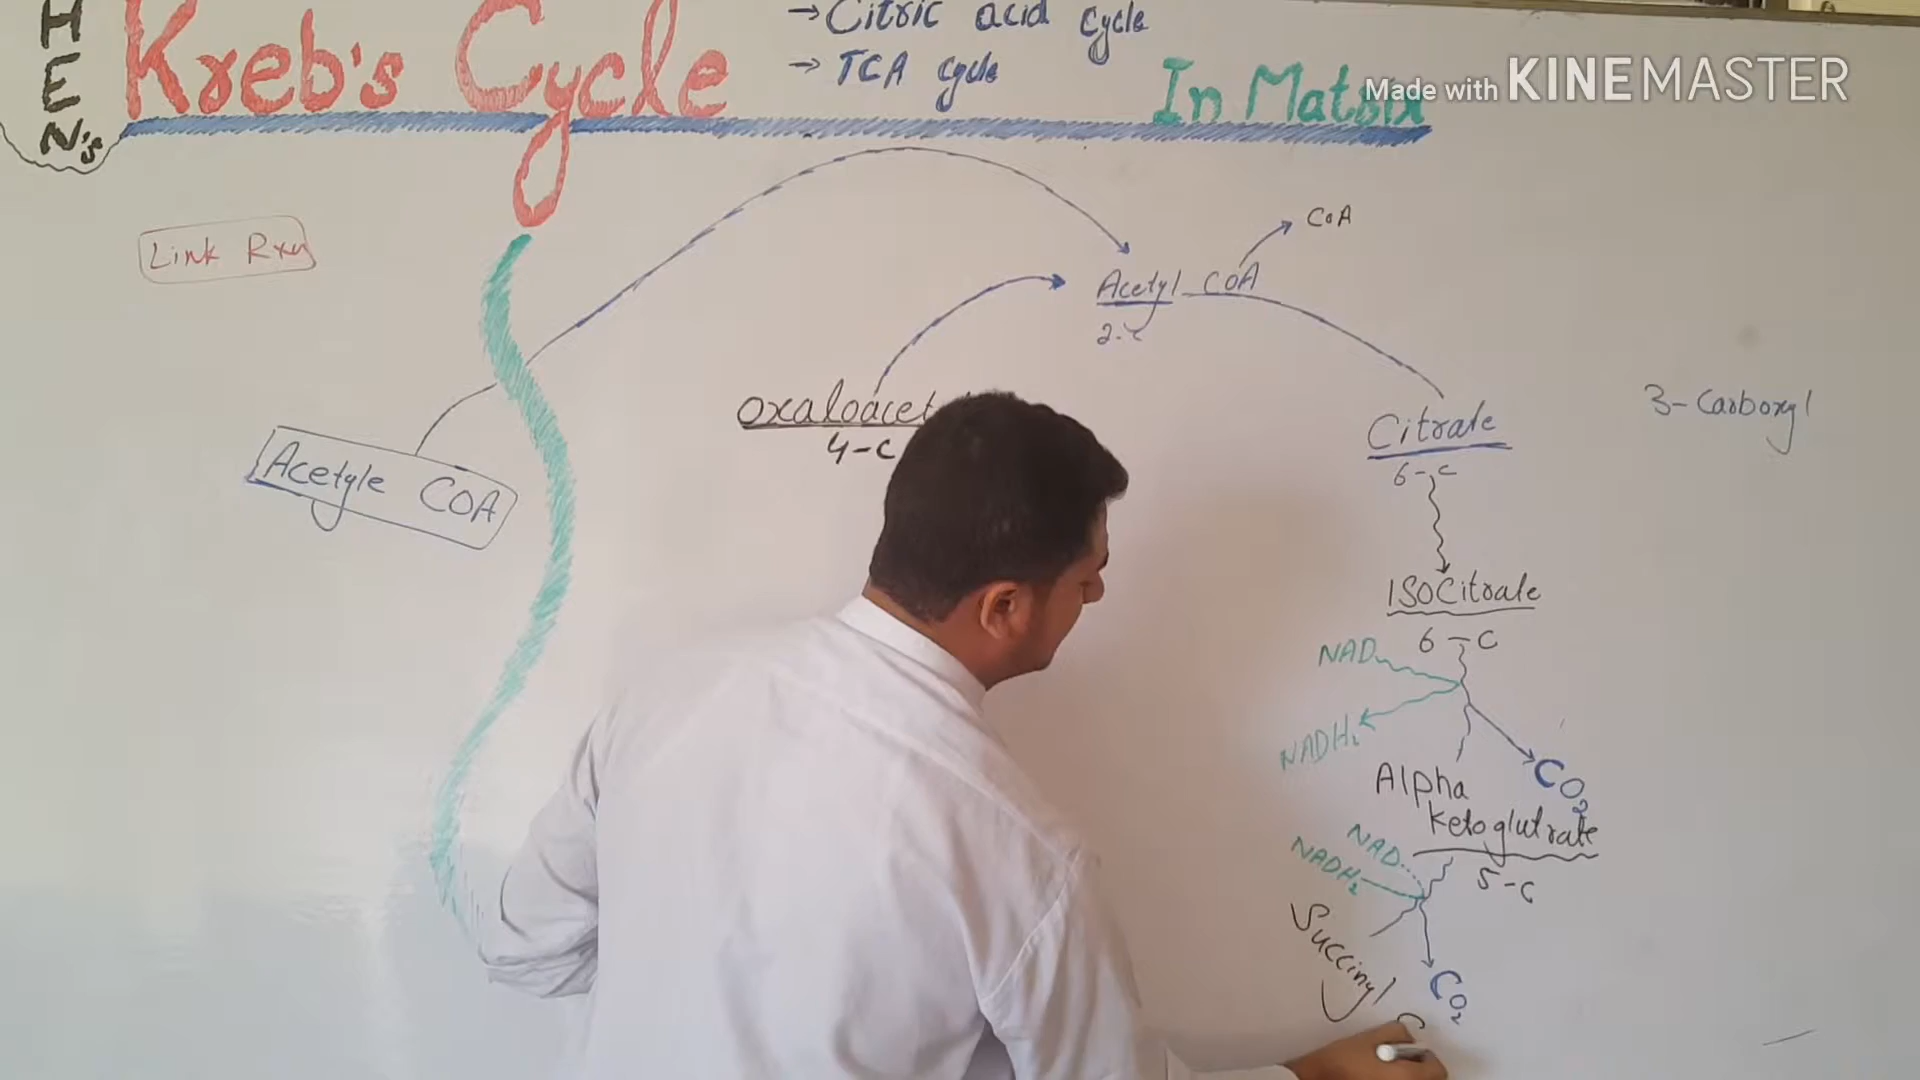 HEN's
Kreb's Cycle
→ Citric acid cycle
→ TCA cycle
In Matrix
Made with KINEMASTER
Link Rxn
CoA
Acetyl COA
2-C
oxaloacet
4-C
Citrate
6-C
3-Carboxyl
Acetyle COA
ISOCitrate
6-C
NAD
NADH2
CO2
Alpha
Ketoglutrate
5-C
NAD
NADH2
Succinyl
C
CO2